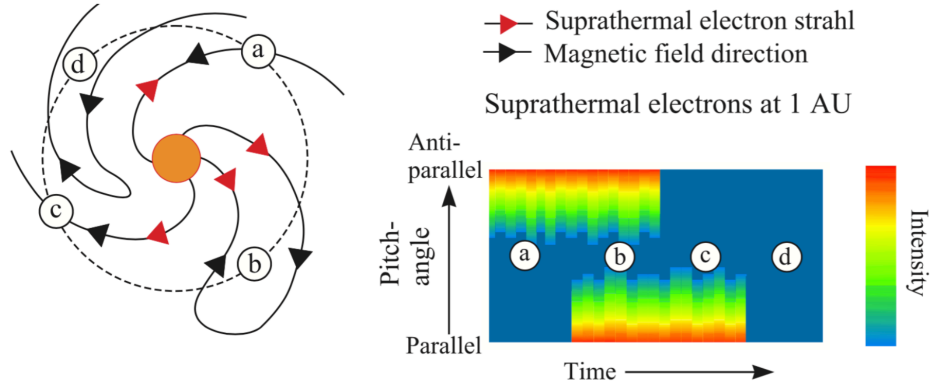 a
d
c
b
Suprathermal electron strahl
Magnetic field direction
Suprathermal electrons at 1 AU
Anti-
parallel
Pitch-
angle
Parallel
a
b
c
d
Time
Intensity